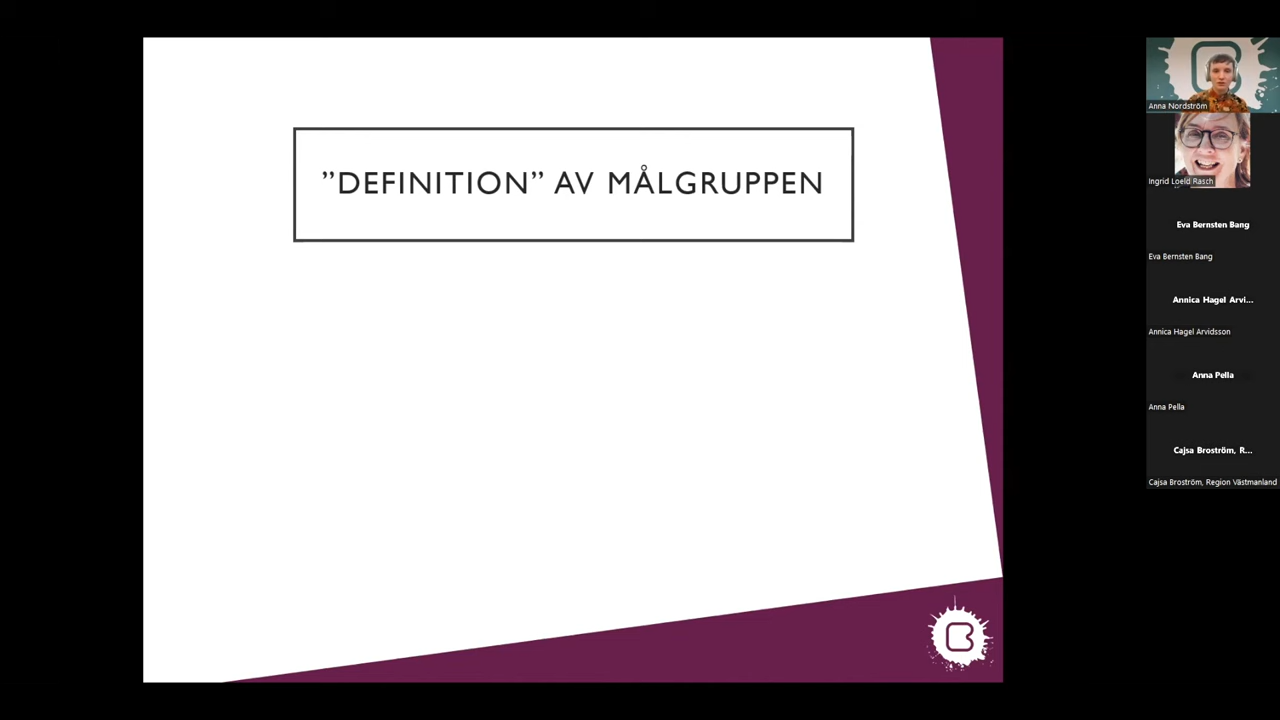 ”DEFINITION” AV MÅLGRUPPEN
Anna Nordström
Ingrid Loeld Rasch
Eva Bernsten Bang
Eva Bernsten Bang
Annica Hagel Arvi...
Annica Hagel Arvidsson
Anna Pella
Anna Pella
Cajsa Broström, R...
Cajsa Broström, Region Västmanland